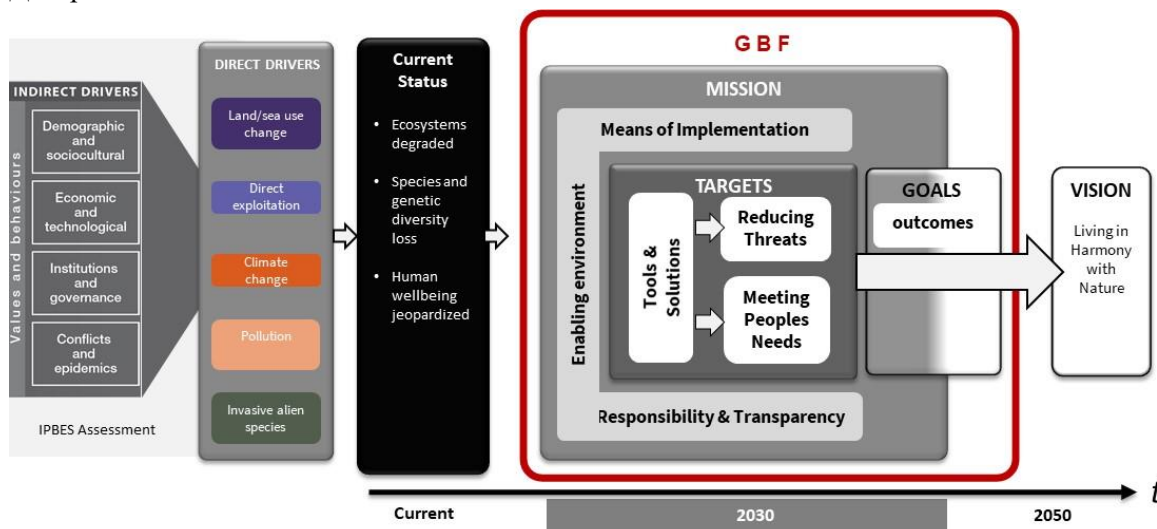 INDIRECT DRIVERS
Values and behaviours
Demographic
and
sociocultural
Economic
and
technological
Institutions
and
governance
Conflicts
and
epidemics
IPBES Assessment
DIRECT DRIVERS
Land/sea use
change
Direct
exploitation
Climate
change
Pollution
Invasive alien
species
Current
Status
• Ecosystems
degraded
• Species and
genetic
diversity
loss
• Human
wellbeing
jeopardized
GBF
MISSION
Means of Implementation
Enabling environment
TARGETS
Tools &
Solutions
Reducing
Threats
Meeting
Peoples
Needs
Responsibility & Transparency
GOALS
outcomes
VISION
Living in
Harmony
with
Nature
t
Current
2030
2050